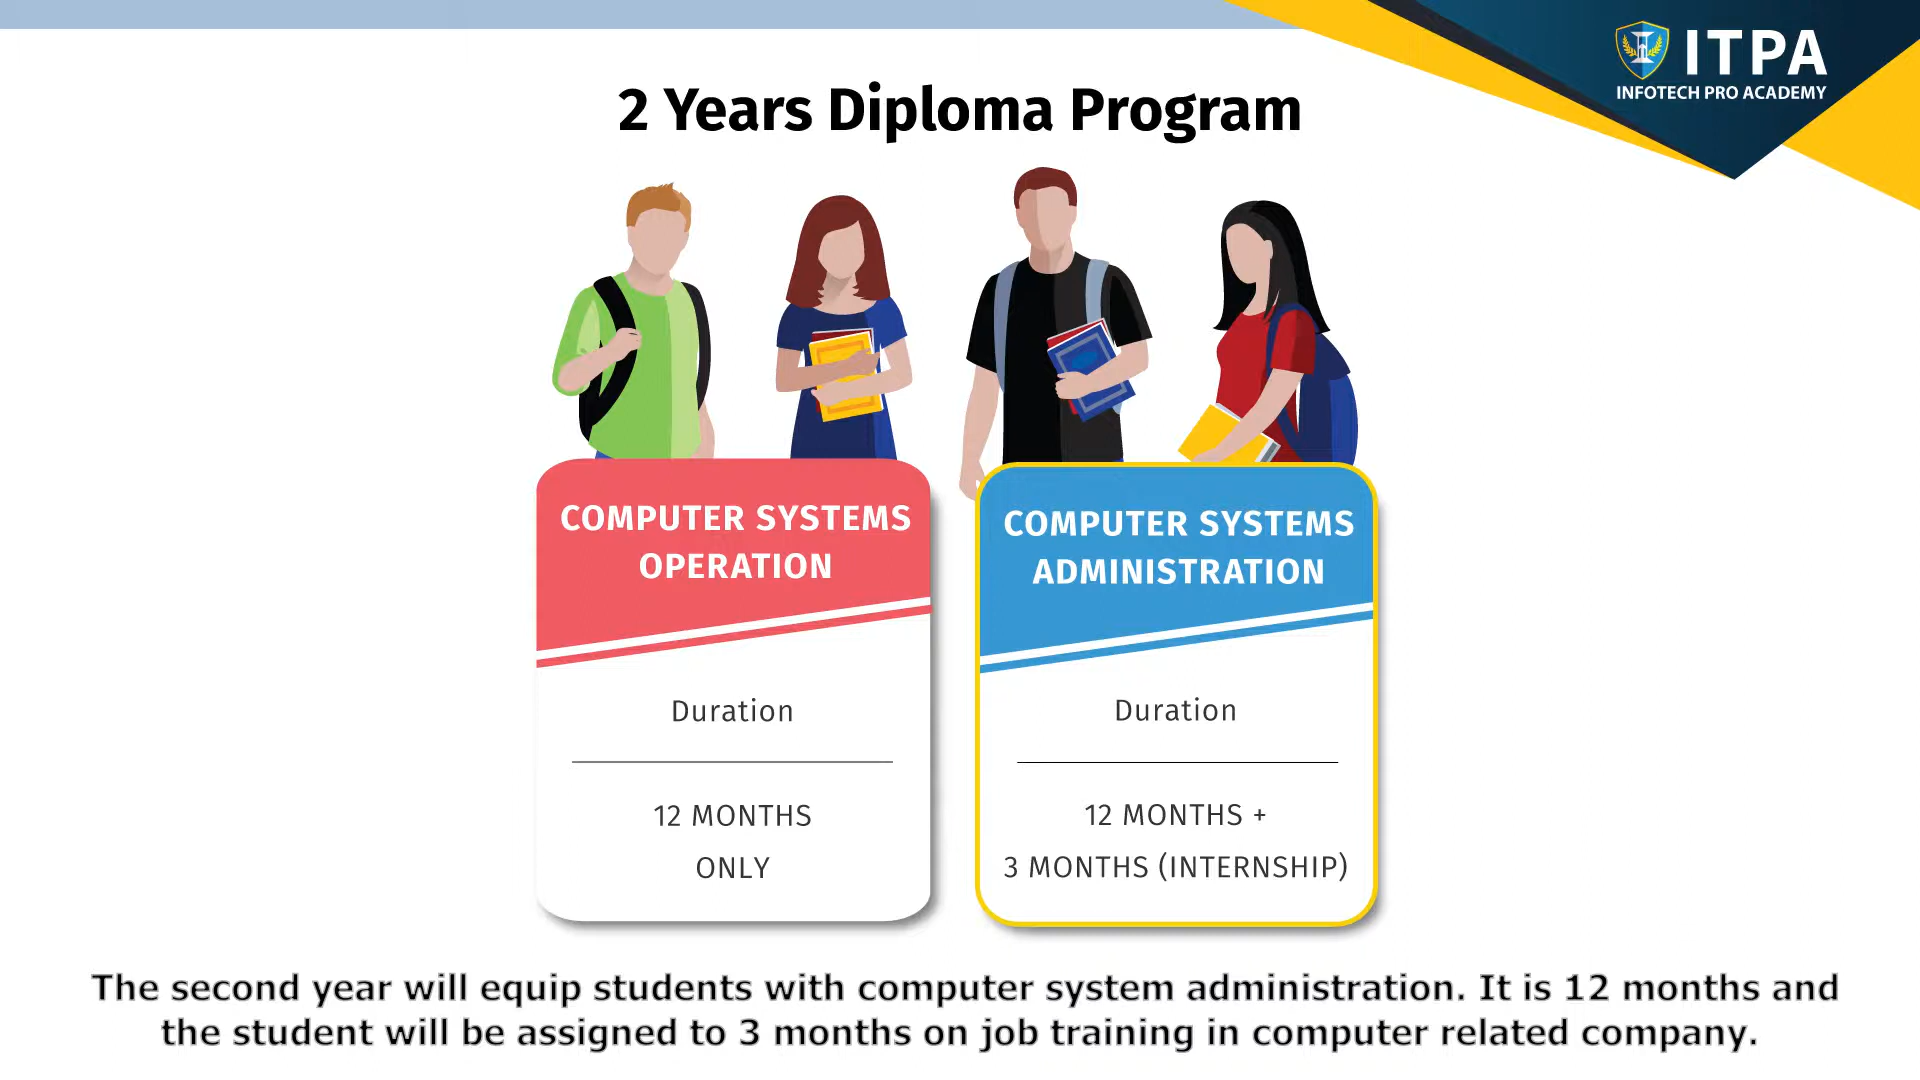 ITPA
INFOTECH PRO ACADEMY
2 Years Diploma Program
COMPUTER SYSTEMS
OPERATION
Duration
12 MONTHS
ONLY
COMPUTER SYSTEMS
ADMINISTRATION
Duration
12 MONTHS +
3 MONTHS (INTERNSHIP)
The second year will equip students with computer system administration. It is 12 months and
the student will be assigned to 3 months on job training in computer related company.